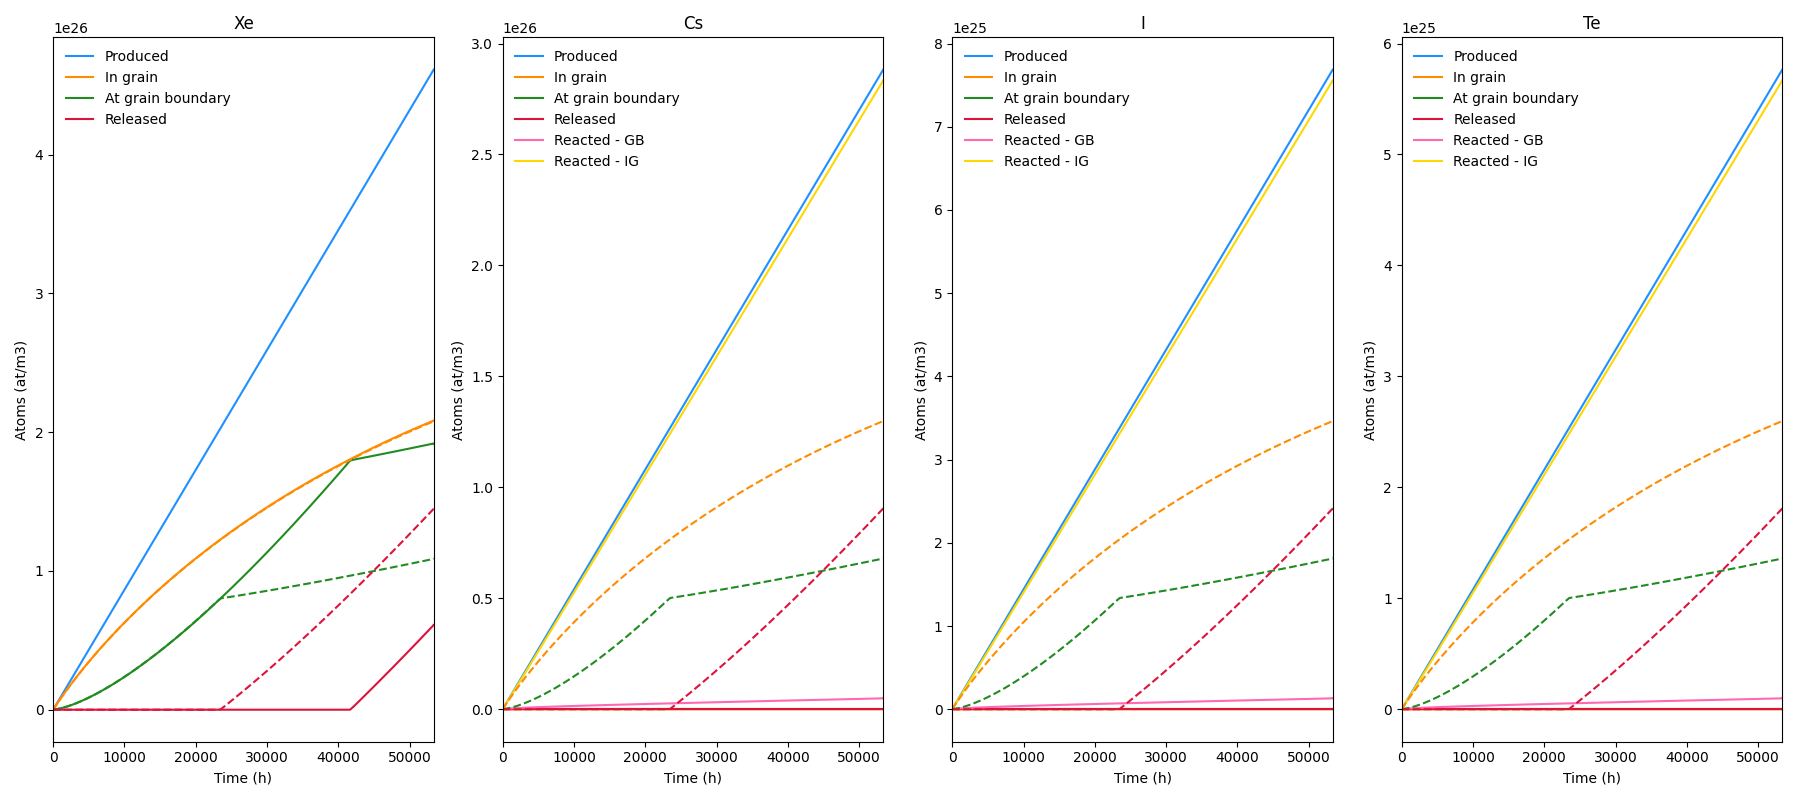 Xe
1e26
Produced
In grain
At grain boundary
Released
4
3
2
1
0
Atoms (at/m3)
0 10000 20000 30000 40000 50000
Time (h)
Cs
1e26
Produced
In grain
At grain boundary
Released
Reacted - GB
Reacted - IG
3.0
2.5
2.0
1.5
1.0
0.5
0.0
Atoms (at/m3)
0 10000 20000 30000 40000 50000
Time (h)
I
1e25
Produced
In grain
At grain boundary
Released
Reacted - GB
Reacted - IG
8
7
6
5
4
3
2
1
0
Atoms (at/m3)
0 10000 20000 30000 40000 50000
Time (h)
Te
1e25
Produced
In grain
At grain boundary
Released
Reacted - GB
Reacted - IG
6
5
4
3
2
1
0
Atoms (at/m3)
0 10000 20000 30000 40000 50000
Time (h)